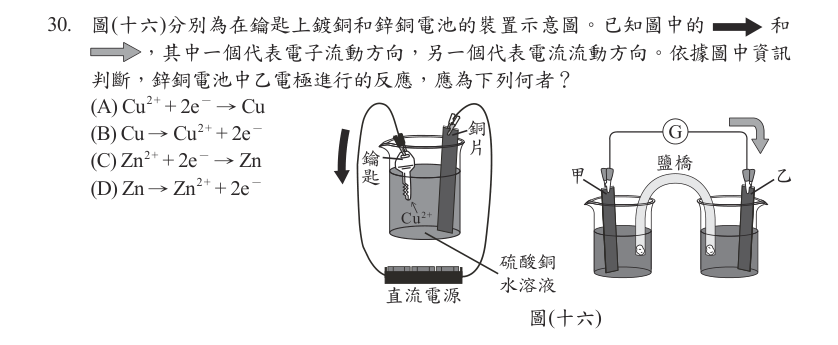 30. 圖(十六)分別為在鑰匙上鍍銅和鋅銅電池的裝置示意圖。已知圖中的 和
，其中一個代表電子流動方向，另一個代表電流流動方向。依據圖中資訊
判斷，鋅銅電池中乙電極進行的反應，應為下列何者？
(A) Cu²⁺ + 2e⁻ → Cu
(B) Cu → Cu²⁺ + 2e⁻
(C) Zn²⁺ + 2e⁻ → Zn
(D) Zn → Zn²⁺ + 2e⁻
鑰匙
銅片
Cu²⁺
硫酸銅
水溶液
直流電源
G
鹽橋
甲
乙
圖(十六)